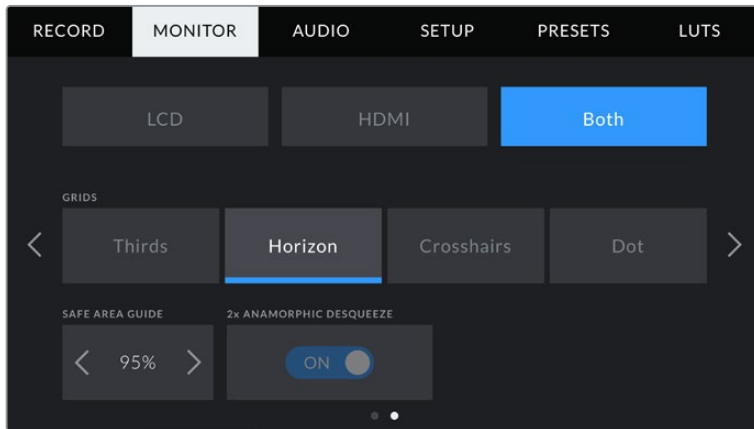 RECORD MONITOR AUDIO SETUP PRESETS LUTS
LCD HDMI Both
GRIDS
Thirds Horizon Crosshairs Dot
SAFE AREA GUIDE 2x ANAMORPHIC DESQUEEZE
95% ON